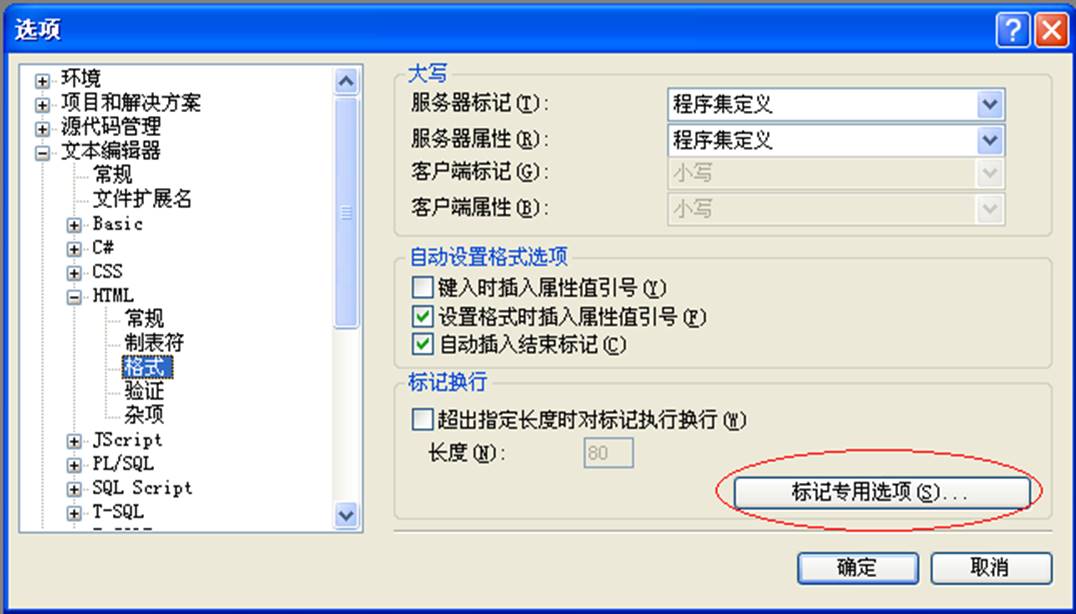 选项
环境
项目和解决方案
源代码管理
文本编辑器
常规
文件扩展名
Basic
C#
CSS
HTML
常规
制表符
格式
验证
杂项
JScript
PL/SQL
SQL Script
T-SQL
大写
服务器标记(T):
程序集定义
服务器属性(R):
程序集定义
客户端标记(G):
小写
客户端属性(B):
小写
自动设置格式选项
键入时插入属性值引号(Y)
设置格式时插入属性值引号(F)
自动插入结束标记(C)
标记换行
超出指定长度时对标记执行换行(W)
长度(N):
80
标记专用选项(S)...
确定
取消